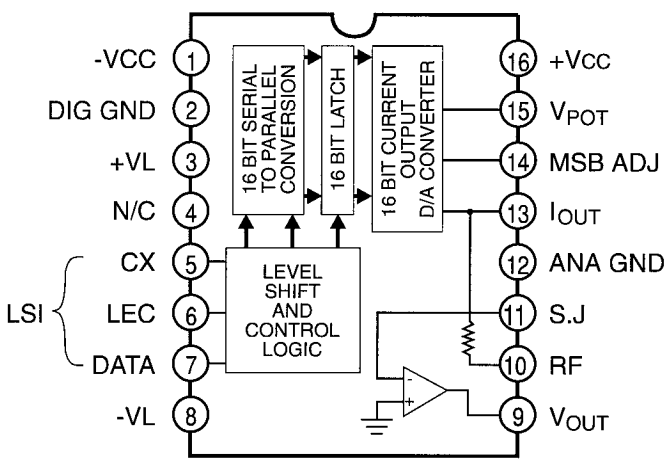 -VCC
1
DIG GND
2
+VL
3
N/C
4
LSI
CX
5
LEC
6
DATA
7
-VL
8
16 BIT SERIAL
TO PARALLEL
CONVERSION
16 BIT LATCH
16 BIT CURRENT
OUTPUT
D/A CONVERTER
LEVEL
SHIFT
AND
CONTROL
LOGIC
-
+
16
+VCC
15
VPOT
14
MSB ADJ
13
IOUT
12
ANA GND
11
S.J
10
RF
9
VOUT